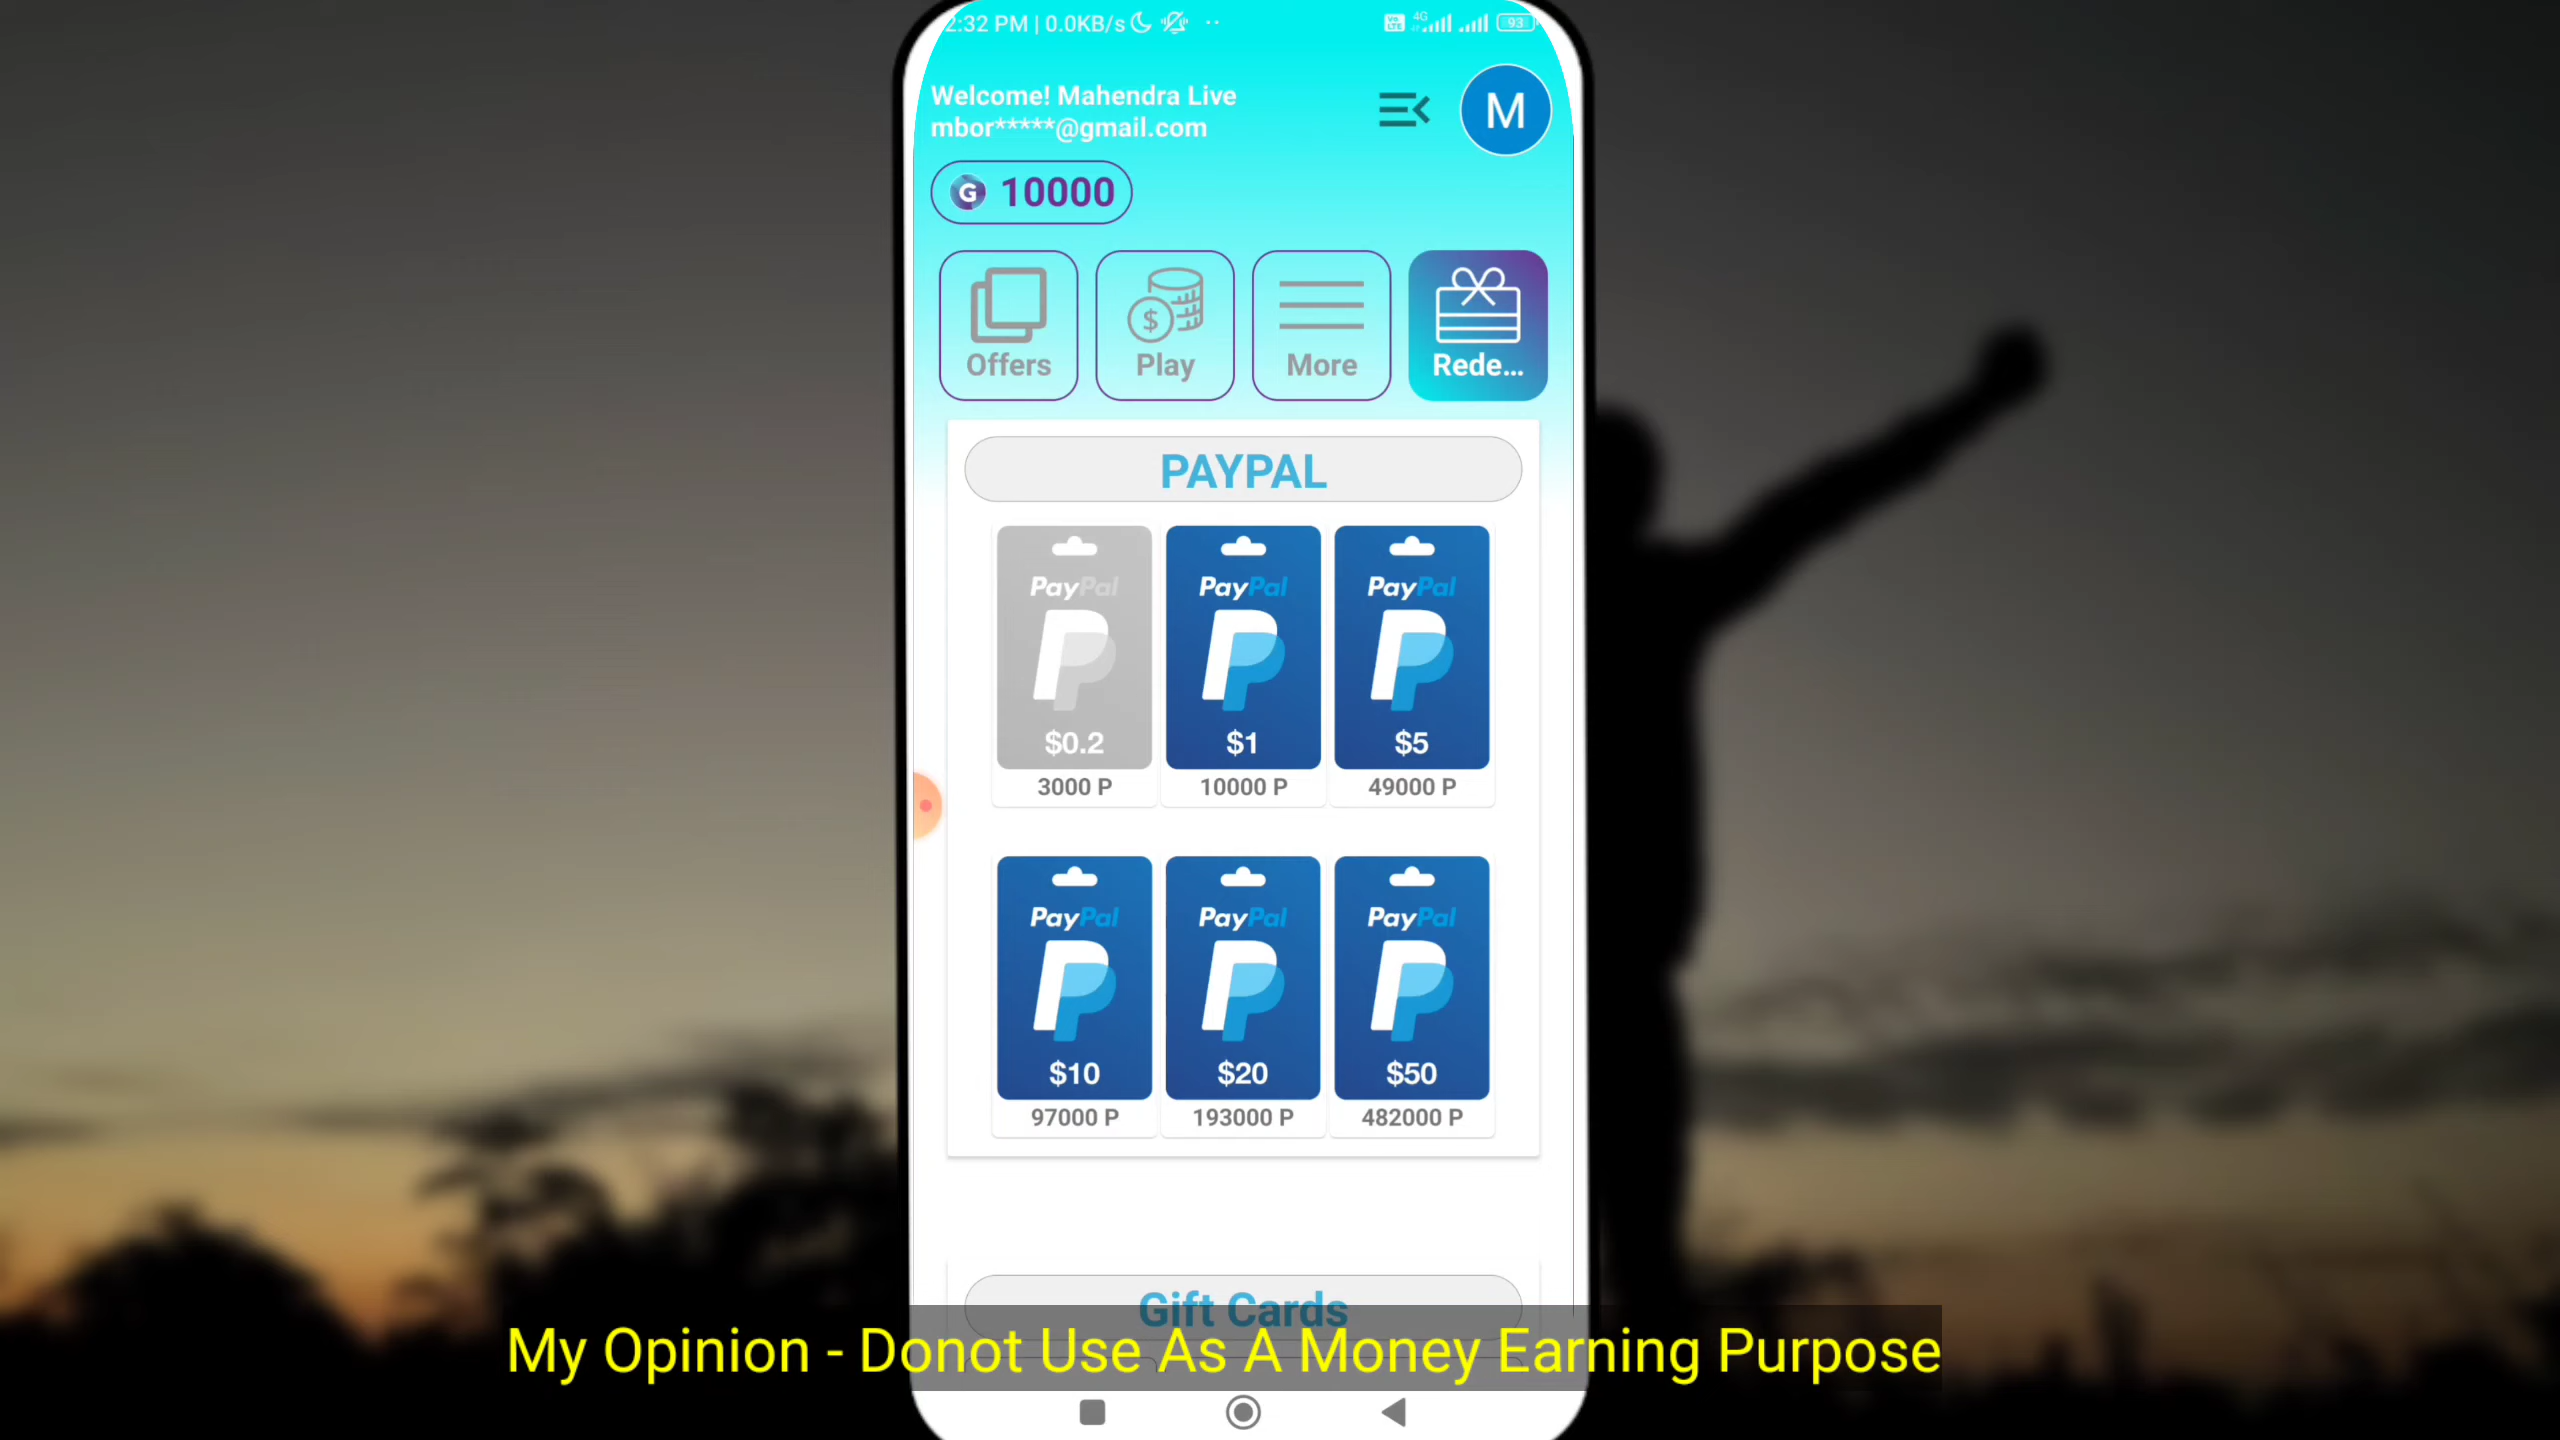 2:32 PM | 0.0KB/s
4G
93
Welcome! Mahendra Live
mbor*****@gmail.com
M
G 10000
Offers
Play
More
Rede...
PAYPAL
PayPal
PayPal
PayPal
$0.2
$1
$5
3000 P
10000 P
49000 P
PayPal
PayPal
PayPal
$10
$20
$50
97000 P
193000 P
482000 P
Gift Cards
My Opinion - Donot Use As A Money Earning Purpose